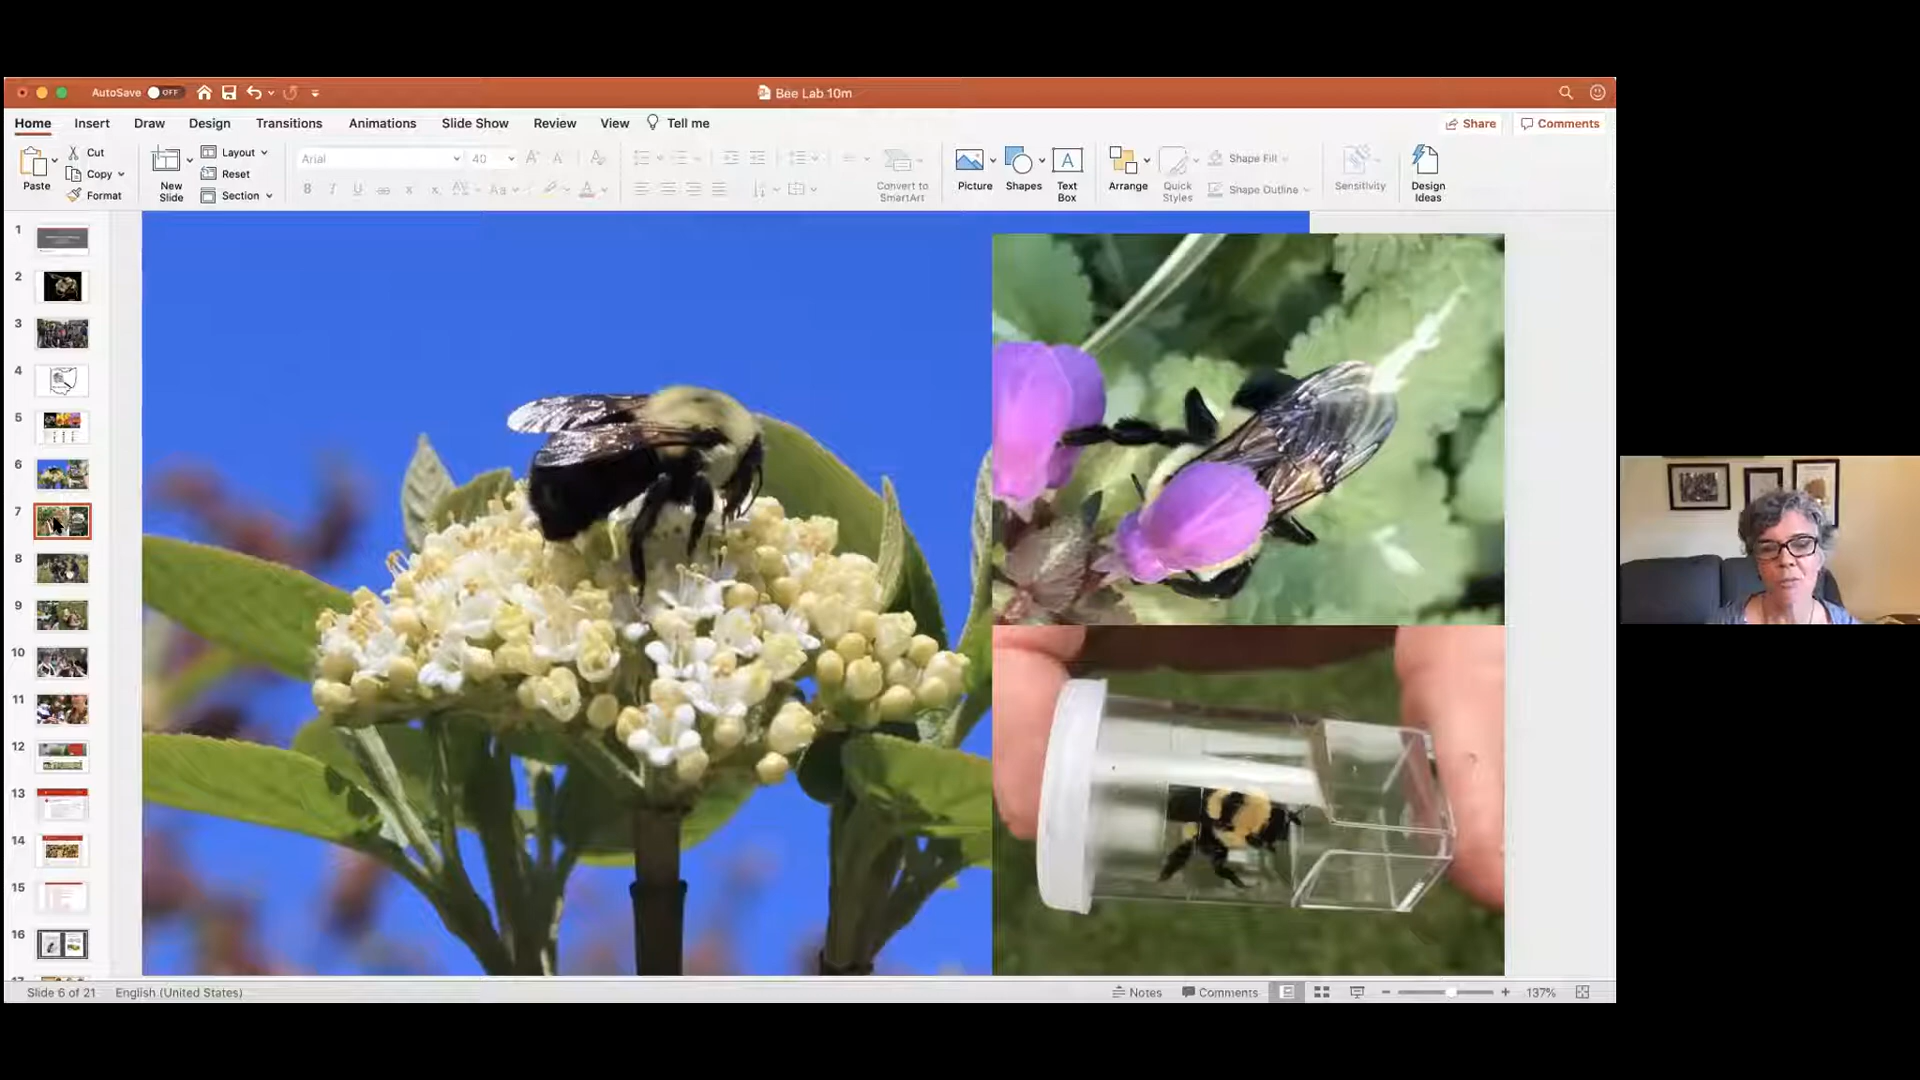 AutoSave OFF
Bee Lab 10m
Home Insert Draw Design Transitions Animations Slide Show Review View Tell me
Share Comments
Paste
Cut
Copy
Format
New
Slide
Layout
Reset
Section
Arial 40
Convert to
SmartArt
Picture
Shapes
Text
Box
Arrange
Quick
Styles
Shape Fill
Shape Outline
Sensitivity
Design
Ideas
1
2
3
4
5
6
7
8
9
10
11
12
13
14
15
16
Slide 6 of 21 English (United States)
Notes Comments 137%